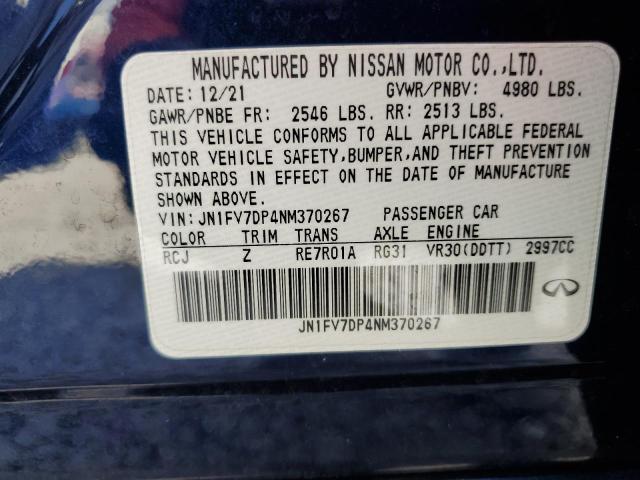 MANUFACTURED BY NISSAN MOTOR CO.,LTD.
DATE: 12/21 GVWR/PNBV: 4980 LBS.
GAWR/PNBE FR: 2546 LBS. RR: 2513 LBS.
THIS VEHICLE CONFORMS TO ALL APPLICABLE FEDERAL
MOTOR VEHICLE SAFETY,BUMPER,AND THEFT PREVENTION
STANDARDS IN EFFECT ON THE DATE OF MANUFACTURE
SHOWN ABOVE.
VIN: JN1FV7DP4NM370267 PASSENGER CAR
COLOR TRIM TRANS AXLE ENGINE
RCJ Z RE7R01A RG31 VR30(DDTT) 2997CC
JN1FV7DP4NM370267